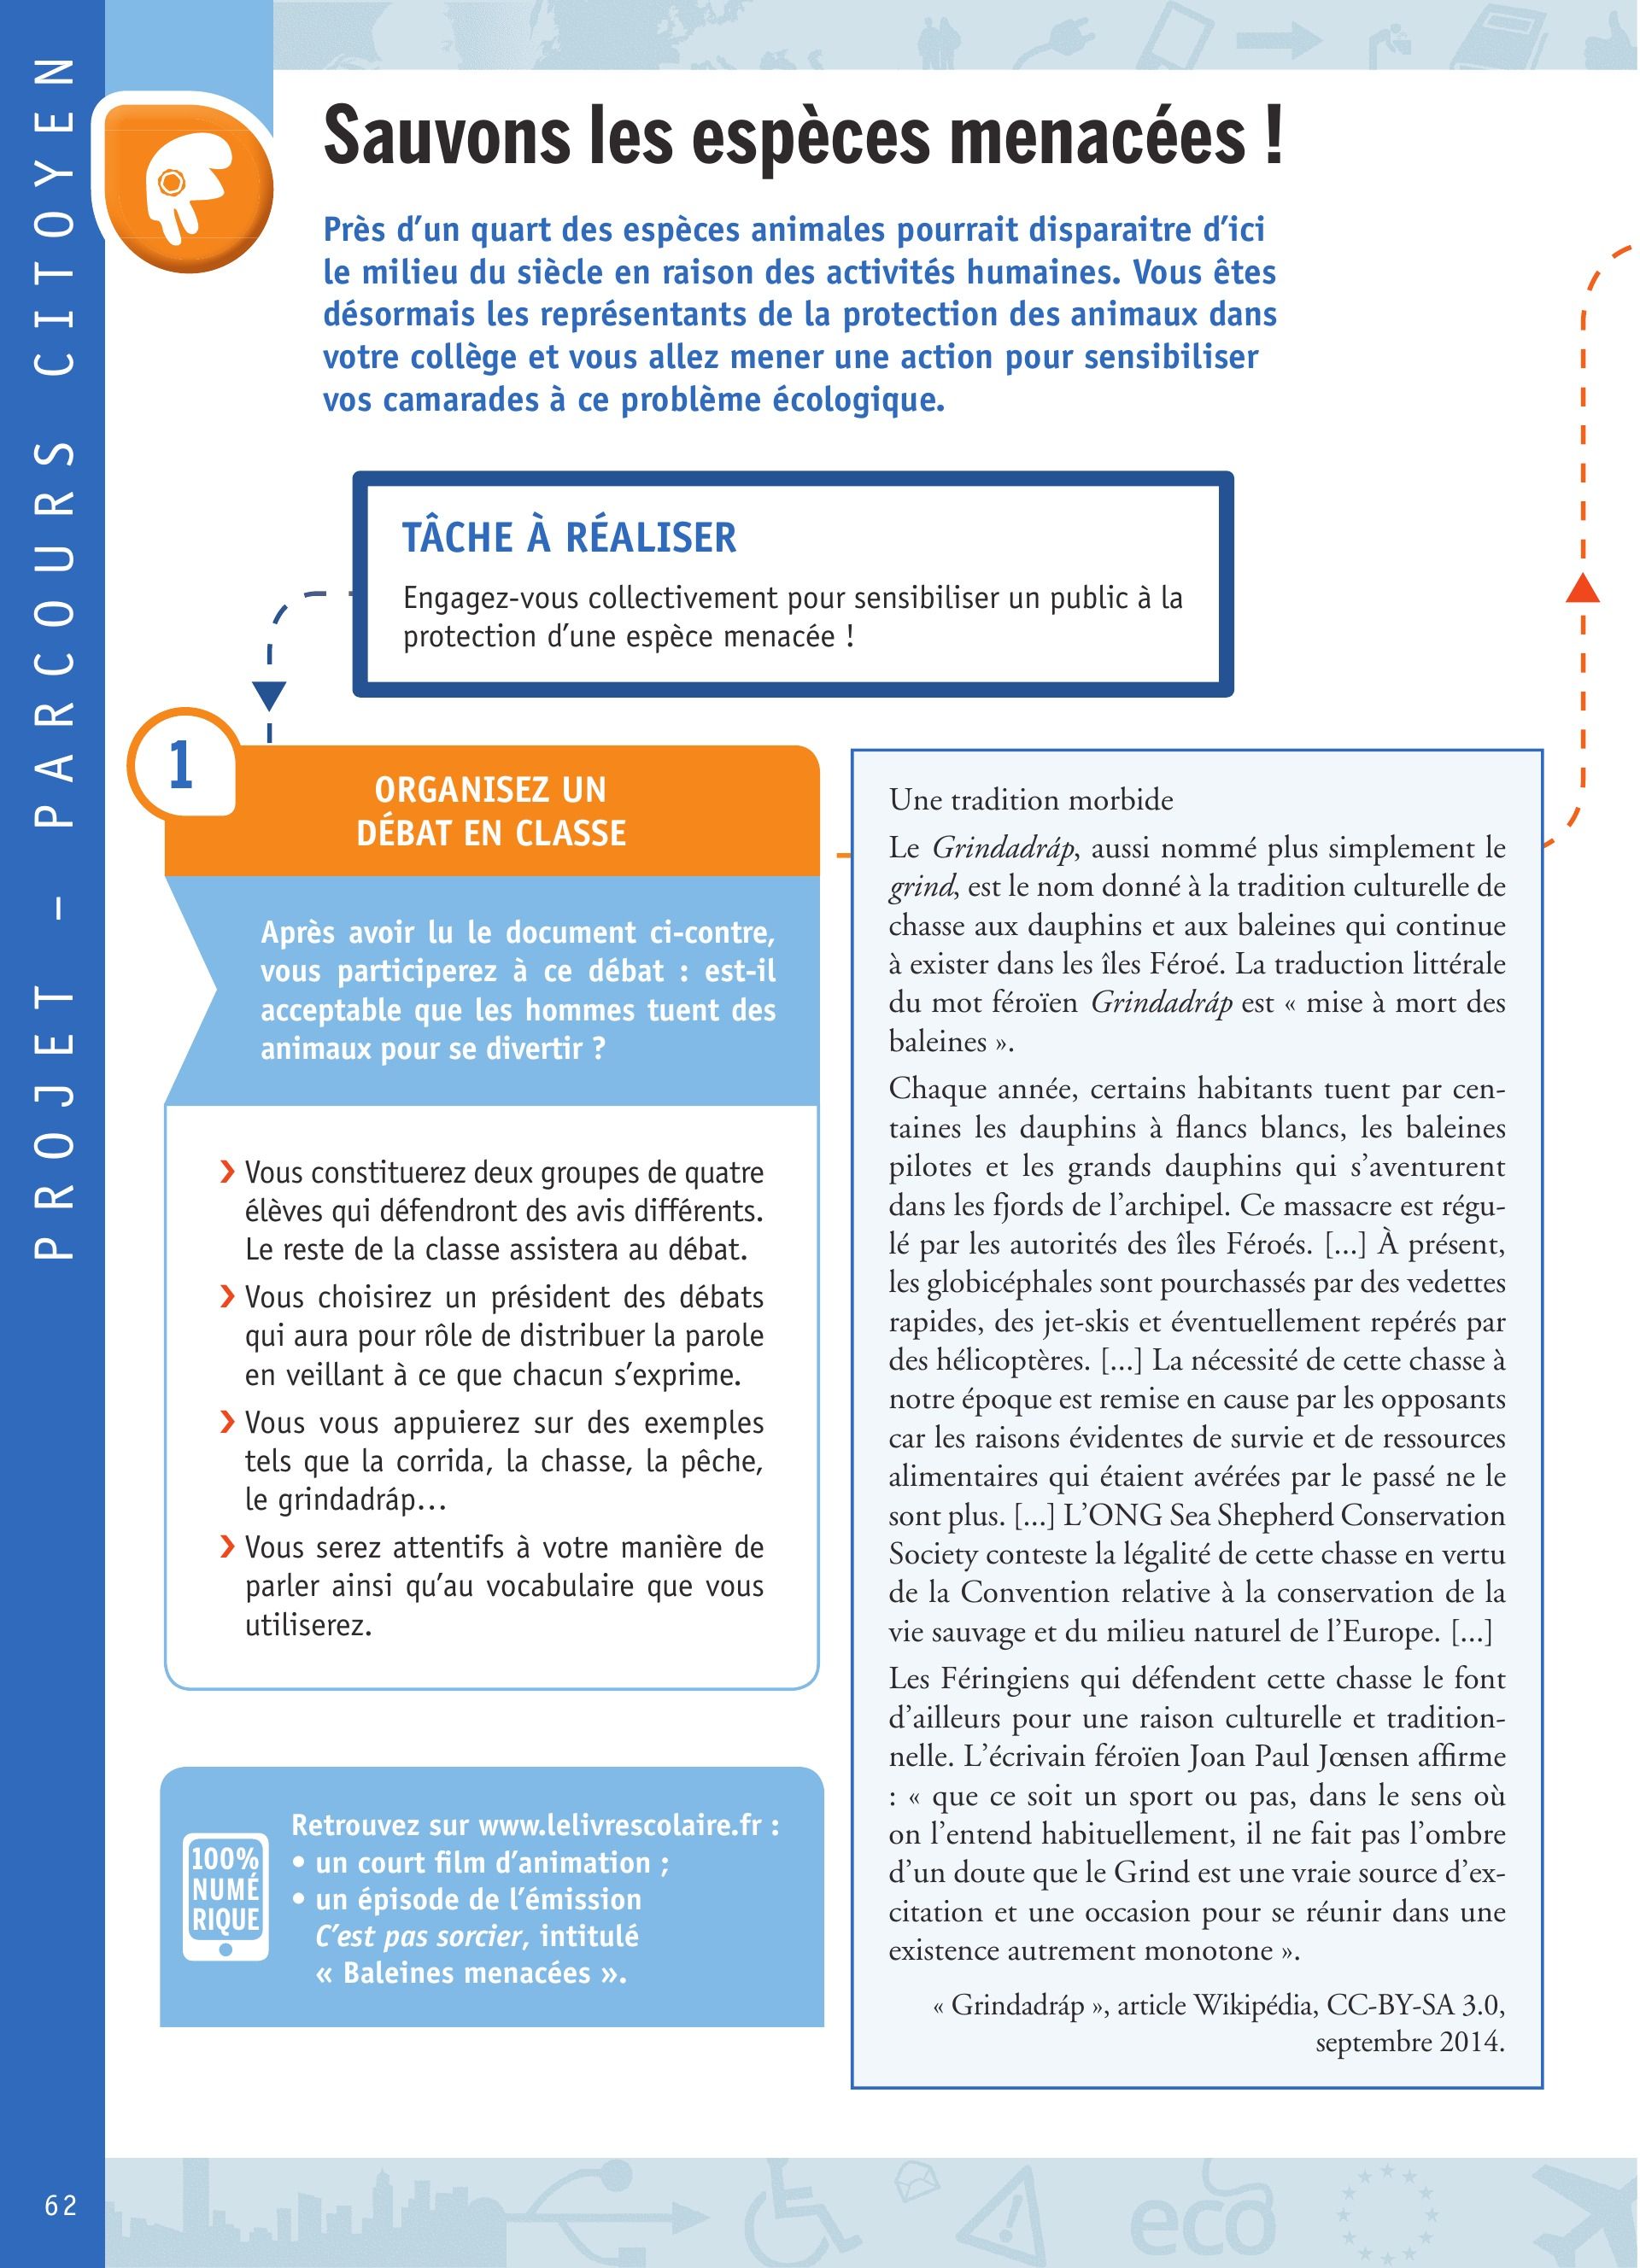 PROJET – PARCOURS CITOYEN
Sauvons les espèces menacées !
Près d’un quart des espèces animales pourrait disparaitre d’ici
le milieu du siècle en raison des activités humaines. Vous êtes
désormais les représentants de la protection des animaux dans
votre collège et vous allez mener une action pour sensibiliser
vos camarades à ce problème écologique.
TÂCHE À RÉALISER
Engagez-vous collectivement pour sensibiliser un public à la
protection d’une espèce menacée !
1
ORGANISEZ UN
DÉBAT EN CLASSE
Après avoir lu le document ci-contre,
vous participerez à ce débat : est-il
acceptable que les hommes tuent des
animaux pour se divertir ?
❯ Vous constituerez deux groupes de quatre
élèves qui défendront des avis différents.
Le reste de la classe assistera au débat.
❯ Vous choisirez un président des débats
qui aura pour rôle de distribuer la parole
en veillant à ce que chacun s’exprime.
❯ Vous vous appuierez sur des exemples
tels que la corrida, la chasse, la pêche,
le grindadráp…
❯ Vous serez attentifs à votre manière de
parler ainsi qu’au vocabulaire que vous
utiliserez.
100%
NUMÉ
RIQUE
Retrouvez sur www.lelivrescolaire.fr :
• un court film d’animation ;
• un épisode de l’émission
C’est pas sorcier, intitulé
« Baleines menacées ».
Une tradition morbide
Le Grindadráp, aussi nommé plus simplement le
grind, est le nom donné à la tradition culturelle de
chasse aux dauphins et aux baleines qui continue
à exister dans les îles Féroé. La traduction littérale
du mot féroïen Grindadráp est « mise à mort des
baleines ».
Chaque année, certains habitants tuent par cen-
taines les dauphins à flancs blancs, les baleines
pilotes et les grands dauphins qui s’aventurent
dans les fjords de l’archipel. Ce massacre est régu-
lé par les autorités des îles Féroés. [...] À présent,
les globicéphales sont pourchassés par des vedettes
rapides, des jet-skis et éventuellement repérés par
des hélicoptères. [...] La nécessité de cette chasse à
notre époque est remise en cause par les opposants
car les raisons évidentes de survie et de ressources
alimentaires qui étaient avérées par le passé ne le
sont plus. [...] L’ONG Sea Shepherd Conservation
Society conteste la légalité de cette chasse en vertu
de la Convention relative à la conservation de la
vie sauvage et du milieu naturel de l’Europe. [...]
Les Féringiens qui défendent cette chasse le font
d’ailleurs pour une raison culturelle et tradition-
nelle. L’écrivain féroïen Joan Paul Jœnsen affirme
: « que ce soit un sport ou pas, dans le sens où
on l’entend habituellement, il ne fait pas l’ombre
d’un doute que le Grind est une vraie source d’ex-
citation et une occasion pour se réunir dans une
existence autrement monotone ».
« Grindadráp », article Wikipédia, CC-BY-SA 3.0,
septembre 2014.
62
eco